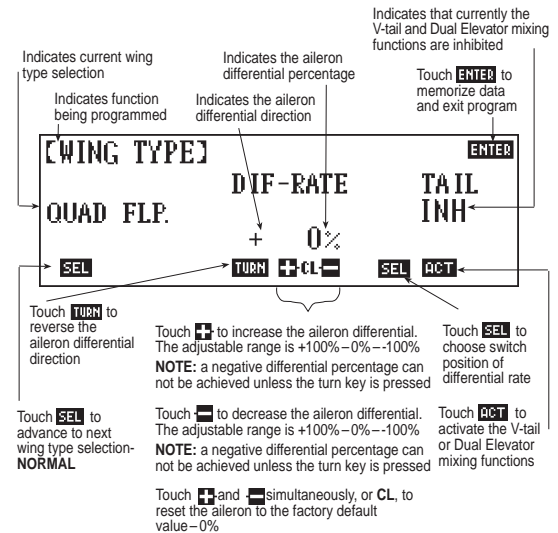 Indicates that currently the
V-tail and Dual Elevator mixing
functions are inhibited
Indicates current wing
type selection
Indicates the aileron
differential percentage
Touch ENTER to
memorize data
and exit program
Indicates function
being programmed
Indicates the aileron
differential direction
[WING TYPE]
ENTER
DIF-RATE
TAIL
QUAD FLP.
INH
+ 0%
SEL
TURN
+CL-
SEL
ACT
Touch TURN to
reverse the
aileron differential
direction
Touch + to increase the aileron differential.
The adjustable range is +100%–0%–-100%
NOTE: a negative differential percentage can
not be achieved unless the turn key is pressed
Touch SEL to
choose switch
position of
differential rate
Touch SEL to
advance to next
wing type selection-
NORMAL
Touch - to decrease the aileron differential.
The adjustable range is +100%–0%–-100%
NOTE: a negative differential percentage can
not be achieved unless the turn key is pressed
Touch ACT to
activate the V-tail
or Dual Elevator
mixing functions
Touch + and - simultaneously, or CL, to
reset the aileron to the factory default
value–0%